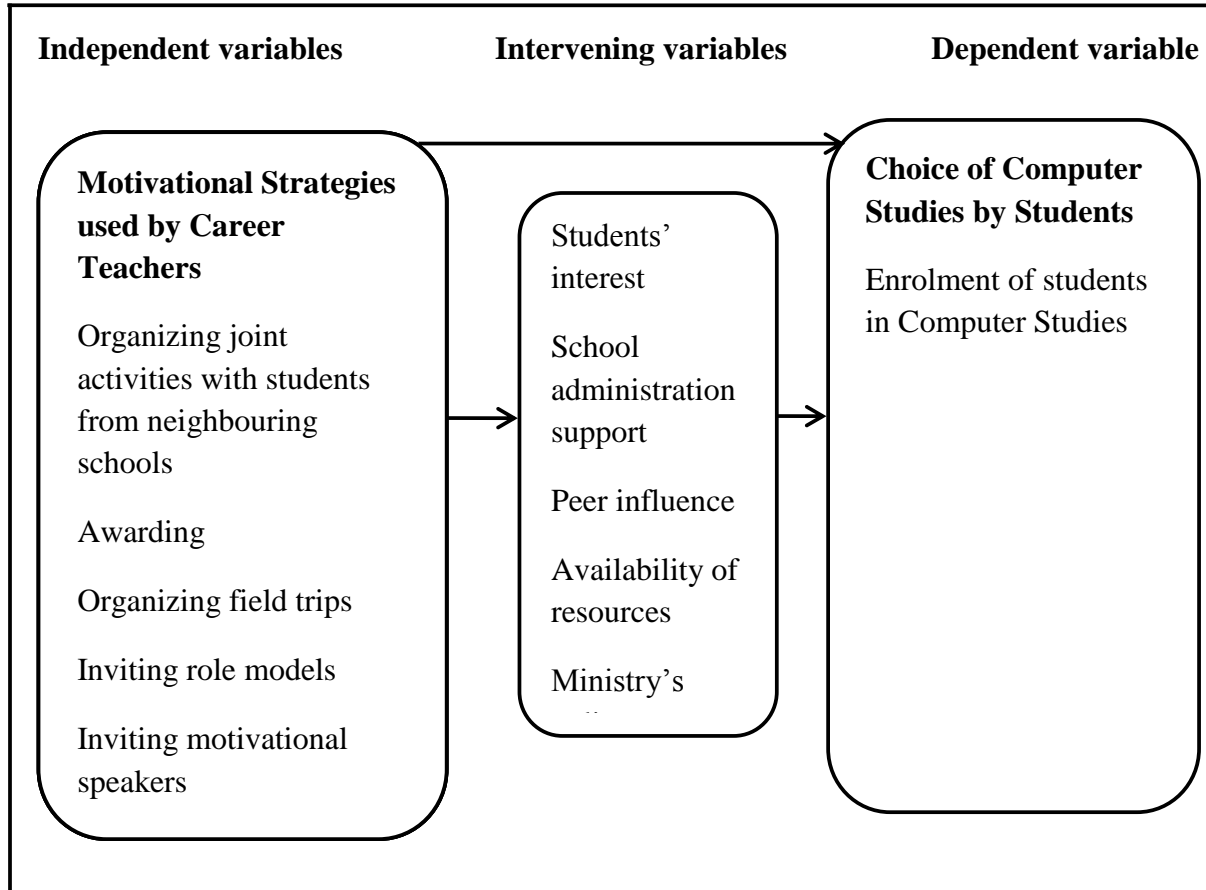 Independent variables
Intervening variables
Dependent variable
Motivational Strategies
used by Career
Teachers
Organizing joint
activities with students
from neighbouring
schools
Awarding
Organizing field trips
Inviting role models
Inviting motivational
speakers
Students’
interest
School
administration
support
Peer influence
Availability of
resources
Ministry’s
Choice of Computer
Studies by Students
Enrolment of students
in Computer Studies